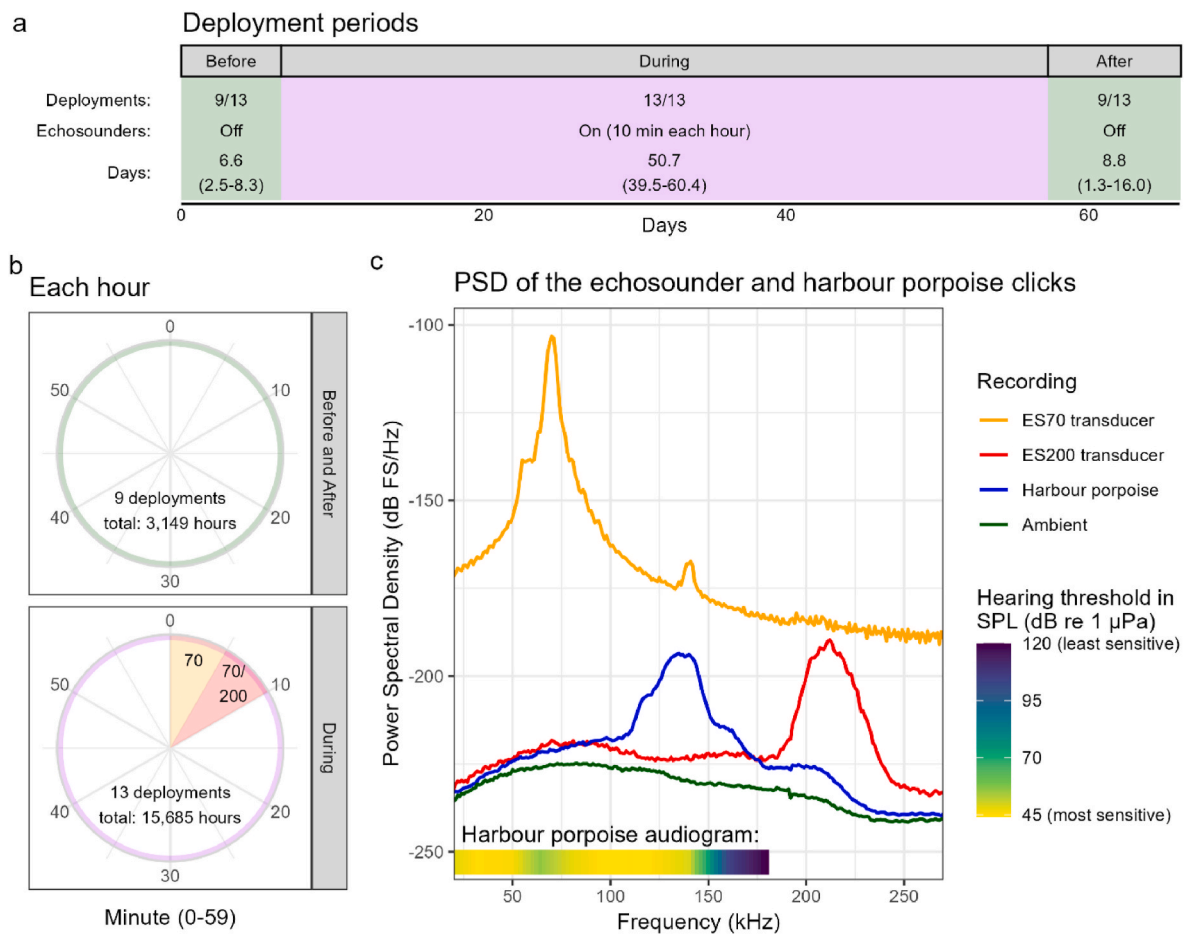 a
Deployment periods
Before During After
Deployments: 9/13 13/13 9/13
Echosounders: Off On (10 min each hour) Off
Days: 6.6 50.7 8.8
(2.5-8.3) (39.5-60.4) (1.3-16.0)
0 20 40 60
Days
b
Each hour
0
10
20
30
40
50
9 deployments
total: 3,149 hours
Before and After
0
10
20
30
40
50
70
70/
200
13 deployments
total: 15,685 hours
During
Minute (0-59)
c
PSD of the echosounder and harbour porpoise clicks
Power Spectral Density (dB FS/Hz)
-100
-150
-200
-250
Harbour porpoise audiogram:
50 100 150 200 250
Frequency (kHz)
Recording
ES70 transducer
ES200 transducer
Harbour porpoise
Ambient
Hearing threshold in
SPL (dB re 1 μPa)
120 (least sensitive)
95
70
45 (most sensitive)